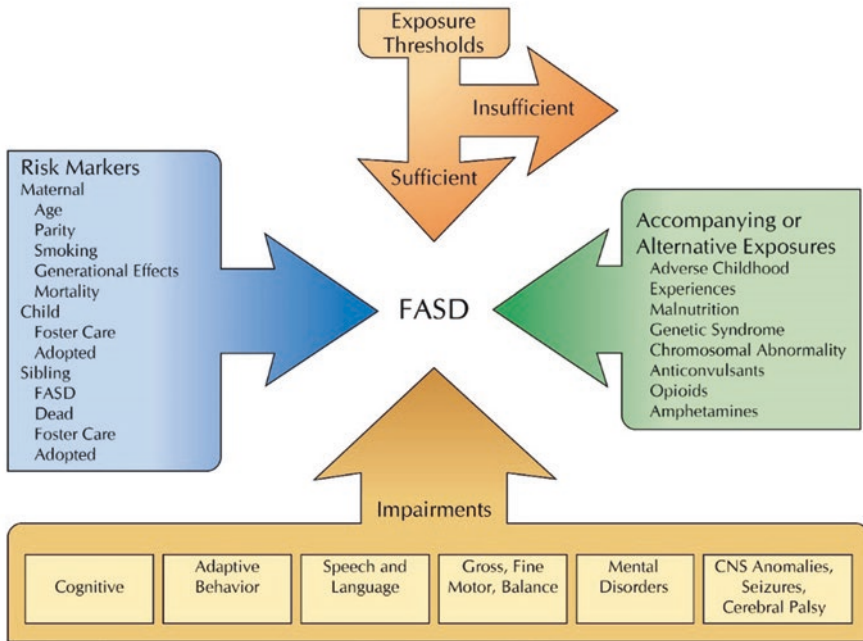 Exposure
Thresholds
Insufficient
Sufficient
Risk Markers
Maternal
Age
Parity
Smoking
Generational Effects
Mortality
Child
Foster Care
Adopted
Sibling
FASD
Dead
Foster Care
Adopted
FASD
Accompanying or
Alternative Exposures
Adverse Childhood
Experiences
Malnutrition
Genetic Syndrome
Chromosomal Abnormality
Anticonvulsants
Opioids
Amphetamines
Impairments
Cognitive
Adaptive
Behavior
Speech and
Language
Gross, Fine
Motor, Balance
Mental
Disorders
CNS Anomalies,
Seizures,
Cerebral Palsy